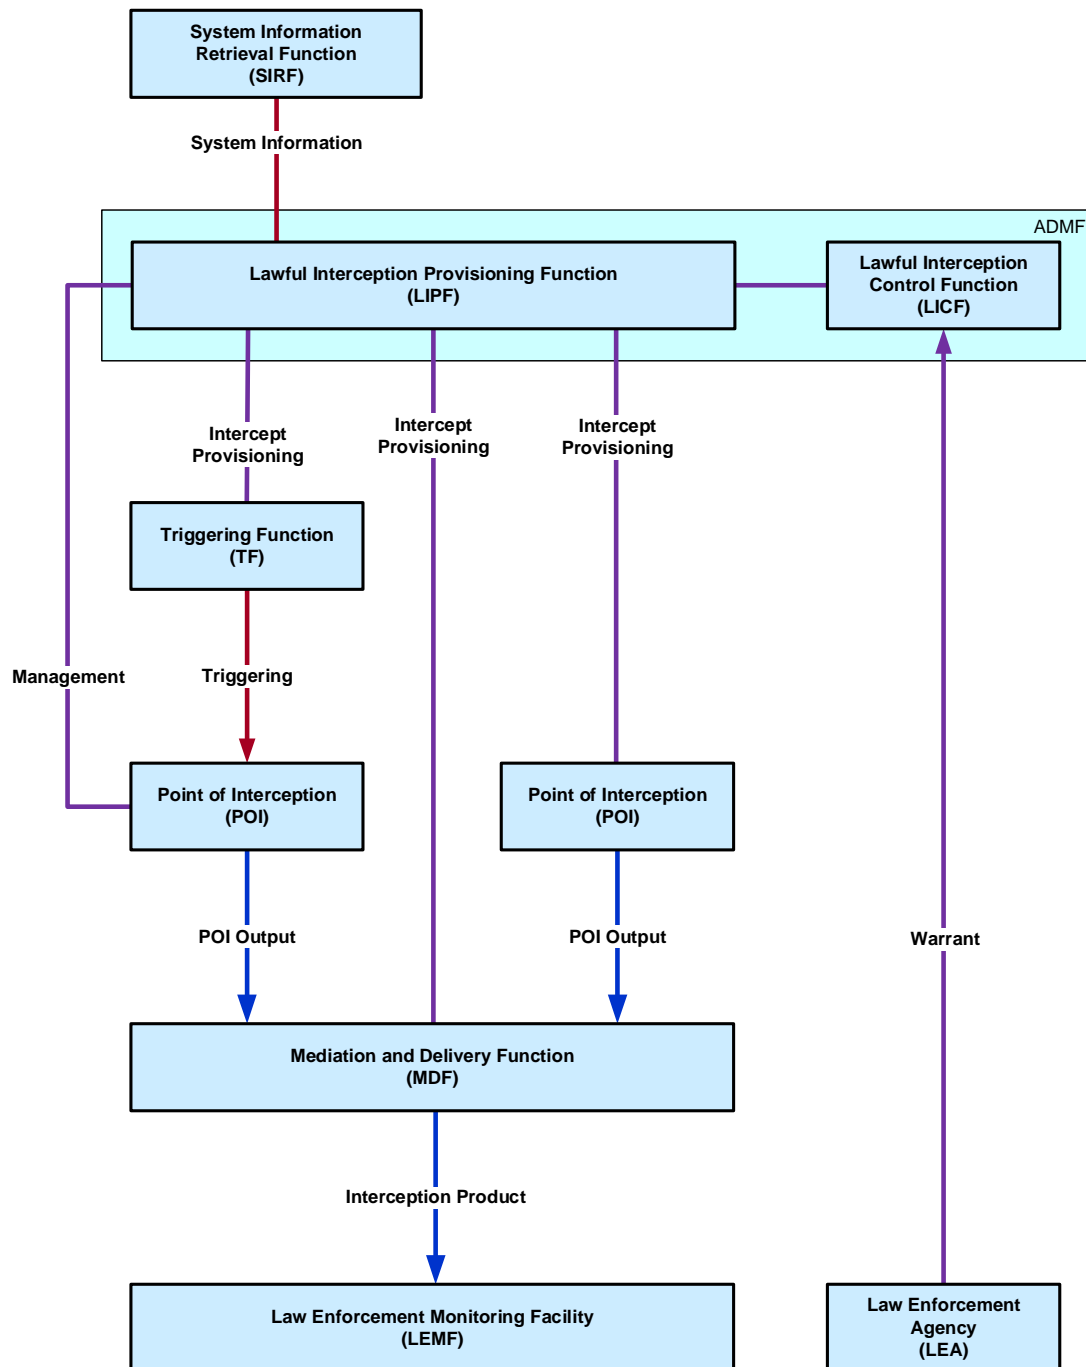 System Information
Retrieval Function
(SIRF)
System Information
ADMF
Lawful Interception Provisioning Function
(LIPF)
Lawful Interception
Control Function
(LICF)
Intercept
Provisioning
Intercept
Provisioning
Intercept
Provisioning
Triggering Function
(TF)
Management
Triggering
Point of Interception
(POI)
Point of Interception
(POI)
POI Output
POI Output
Warrant
Mediation and Delivery Function
(MDF)
Interception Product
Law Enforcement Monitoring Facility
(LEMF)
Law Enforcement
Agency
(LEA)